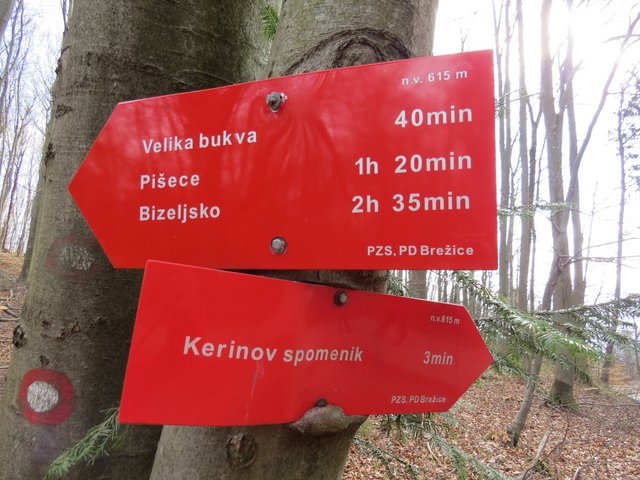 n.v. 615 m
Velika bukva 40min
Pišece 1h 20min
Bizeljsko 2h 35min
PZS, PD Brežice
n.v. 615 m
Kerinov spomenik 3min
PZS, PD Brežice